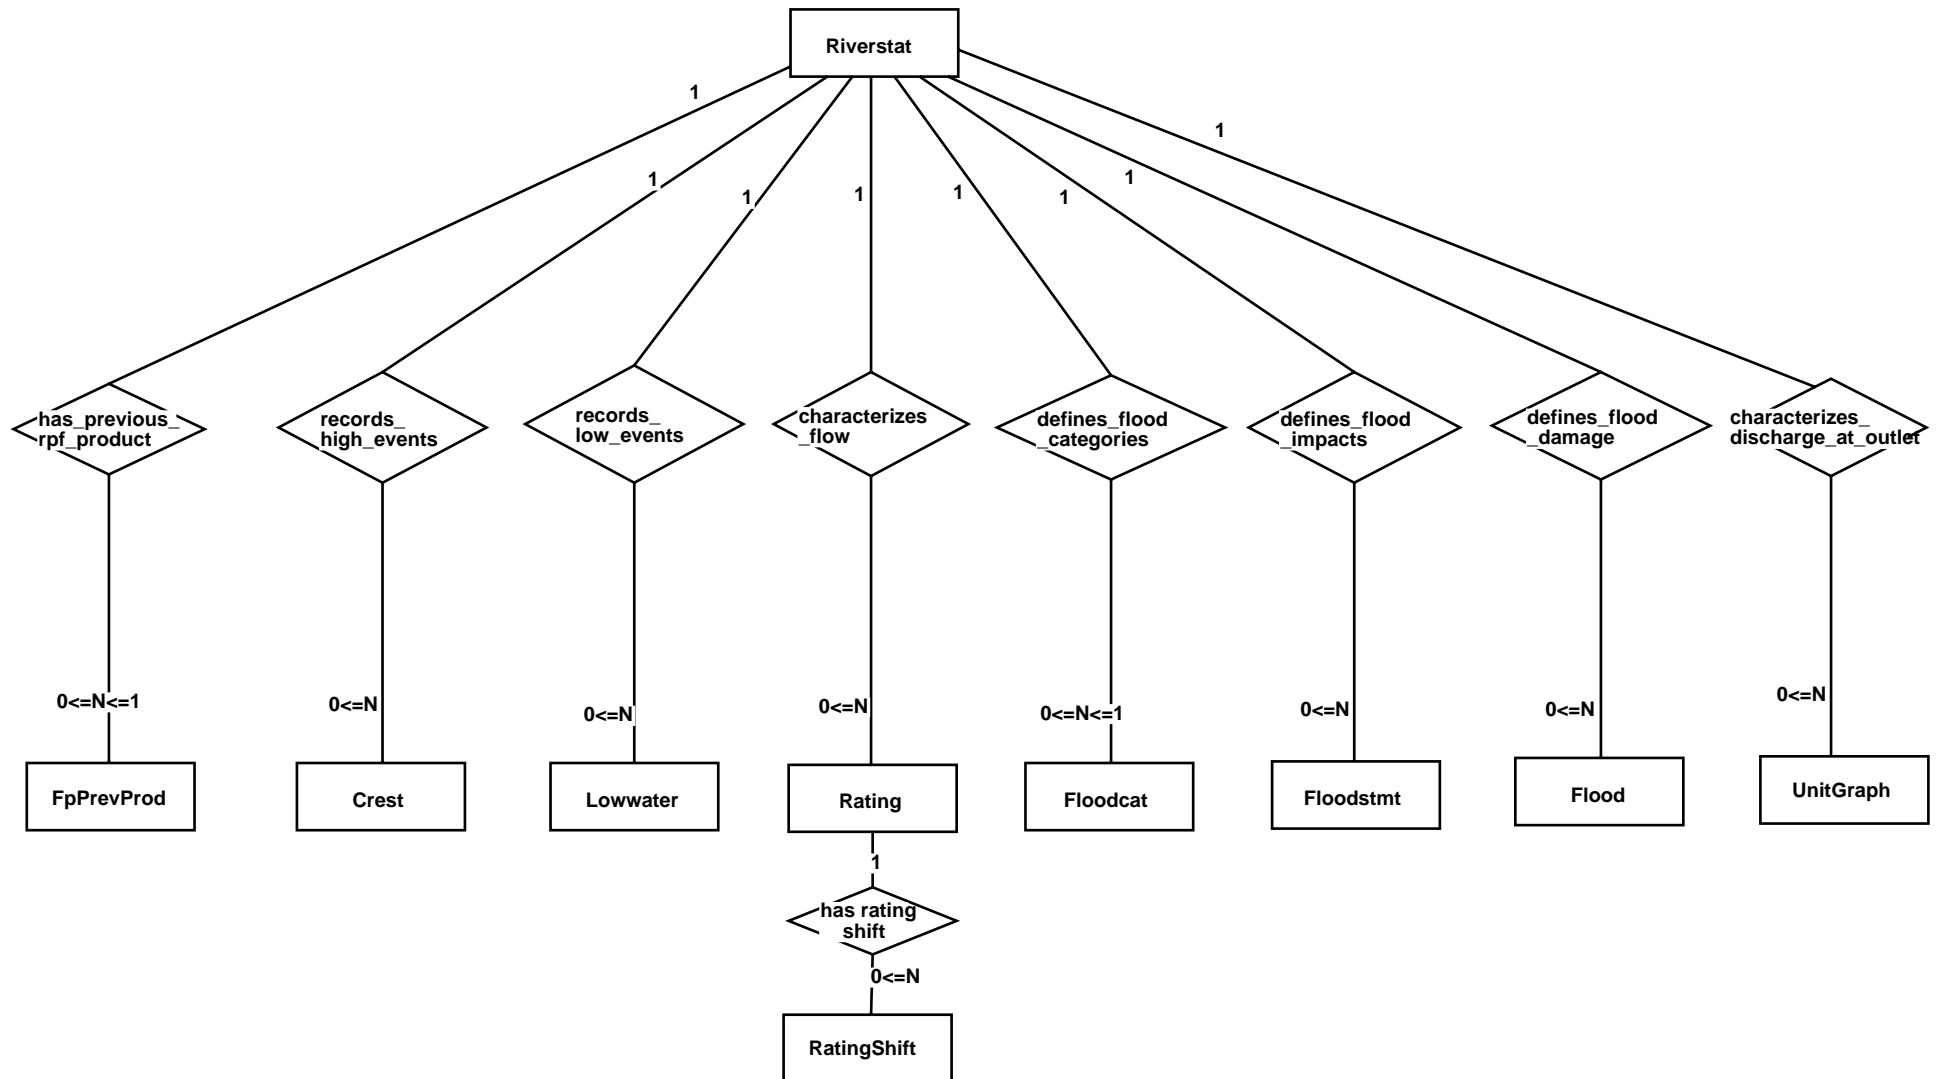 Riverstat
1
1
1
1
1
1
1
1
has_previous_
rpf_product
records_
high_events
records_
low_events
characterizes
_flow
defines_flood
_categories
defines_flood
_impacts
defines_flood
_damage
characterizes_
discharge_at_outlet
0<=N<=1
0<=N
0<=N
0<=N
0<=N<=1
0<=N
0<=N
0<=N
FpPrevProd
Crest
Lowwater
Rating
Floodcat
Floodstmt
Flood
UnitGraph
1
has rating
shift
0<=N
RatingShift